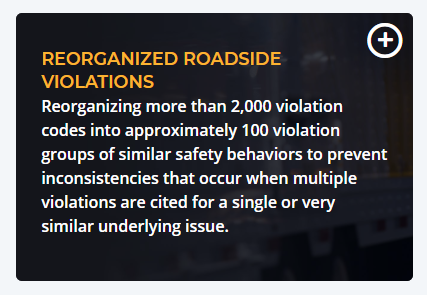 REORGANIZED ROADSIDE
VIOLATIONS
Reorganizing more than 2,000 violation
codes into approximately 100 violation
groups of similar safety behaviors to prevent
inconsistencies that occur when multiple
violations are cited for a single or very
similar underlying issue.